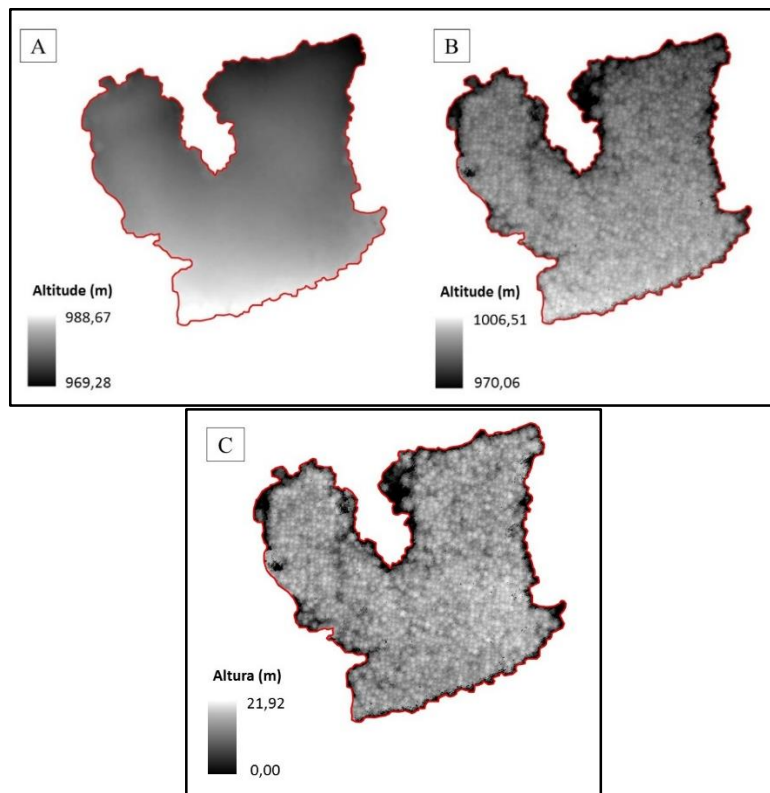 A
Altitude (m)
988,67
969,28
B
Altitude (m)
1006,51
970,06
C
Altura (m)
21,92
0,00